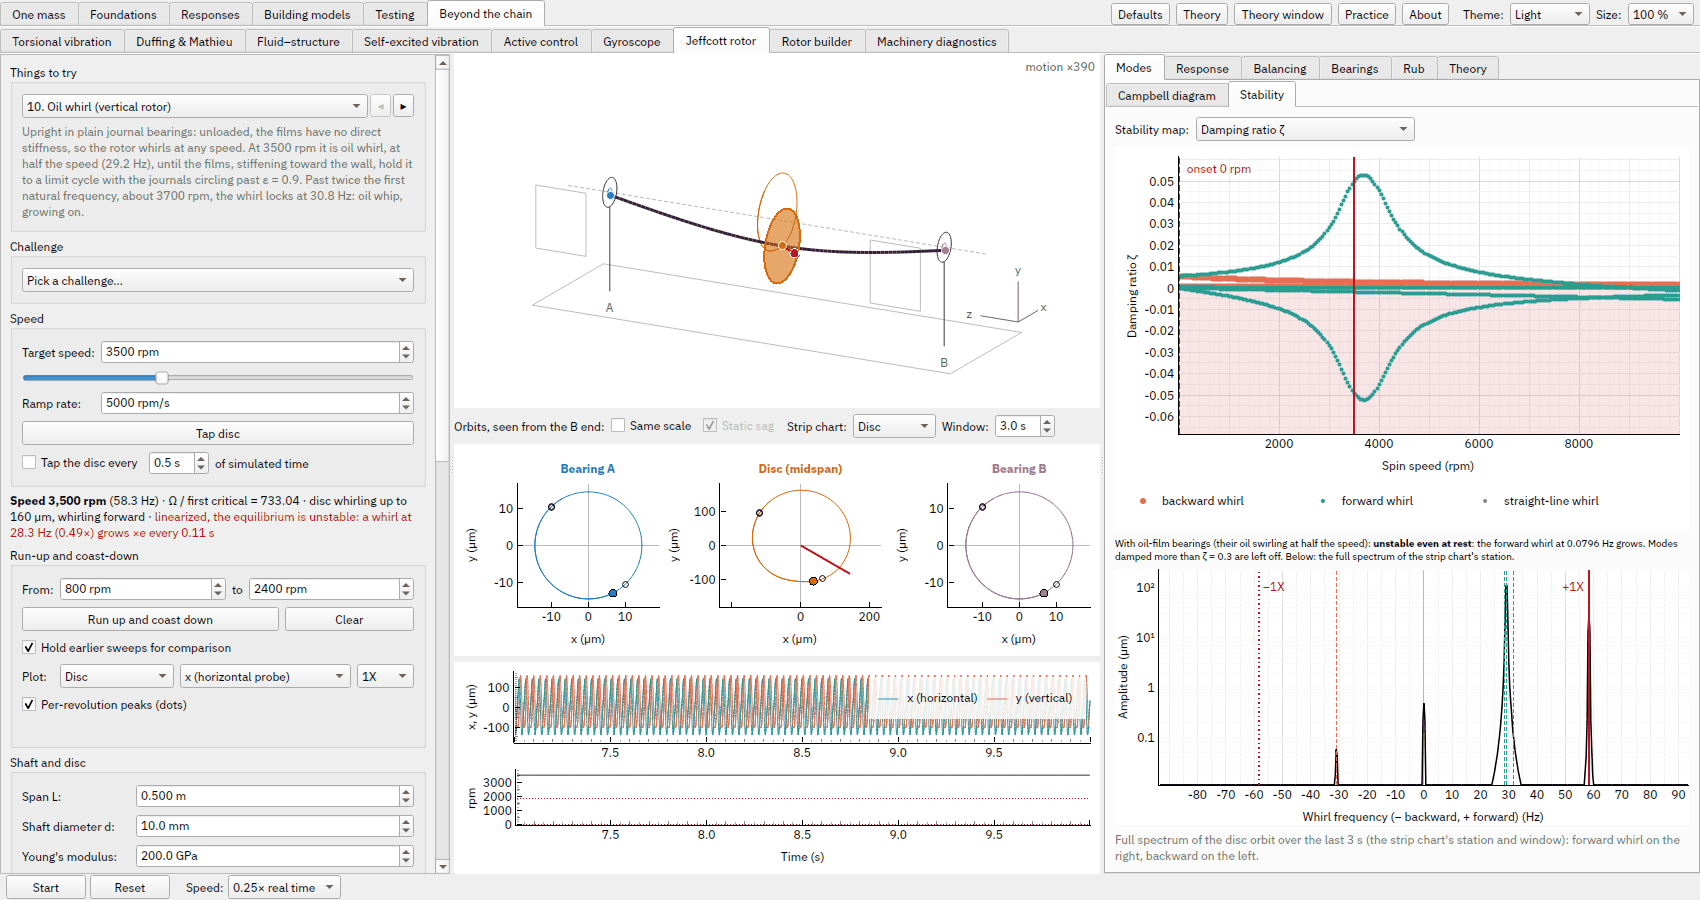 One mass
Foundations
Responses
Building models
Testing
Beyond the chain
Defaults
Theory
Theory window
Practice
About
Theme:
Light
Size:
100 %
Torsional vibration
Duffing & Mathieu
Fluid–structure
Self-excited vibration
Active control
Gyroscope
Jeffcott rotor
Rotor builder
Machinery diagnostics
Things to try
10. Oil whirl (vertical rotor)
Upright in plain journal bearings: unloaded, the films have no direct
stiffness, so the rotor whirls at any speed. At 3500 rpm it is oil whirl, at
half the speed (29.2 Hz), until the films, stiffening toward the wall, hold it
to a limit cycle with the journals circling past ε = 0.9. Past twice the first
natural frequency, about 3700 rpm, the whirl locks at 30.8 Hz: oil whip,
growing on.
Challenge
Pick a challenge...
Speed
Target speed:
3500 rpm
Ramp rate:
5000 rpm/s
Tap disc
Tap the disc every
0.5 s
of simulated time
Speed 3,500 rpm (58.3 Hz) · Ω / first critical = 733.04 · disc whirling up to
160 µm, whirling forward · linearized, the equilibrium is unstable: a whirl at
28.3 Hz (0.49×) grows ×e every 0.11 s
Run-up and coast-down
From:
800 rpm
to
2400 rpm
Run up and coast down
Clear
Hold earlier sweeps for comparison
Plot:
Disc
x (horizontal probe)
1X
Per-revolution peaks (dots)
Shaft and disc
Span L:
0.500 m
Shaft diameter d:
10.0 mm
Young's modulus:
200.0 GPa
Start
Reset
Speed:
0.25× real time
motion ×390
A
B
y
x
z
Orbits, seen from the B end:
Same scale
Static sag
Strip chart:
Disc
Window:
3.0 s
Bearing A
y (µm)
10
0
-10
-10
0
10
x (µm)
Disc (midspan)
y (µm)
100
0
-100
0
200
x (µm)
Bearing B
y (µm)
10
0
-10
-10
0
10
x (µm)
x, y (µm)
100
0
-100
x (horizontal)
y (vertical)
7.5
8.0
8.5
9.0
9.5
rpm
3000
2000
1000
0
7.5
8.0
8.5
9.0
9.5
Time (s)
Modes
Response
Balancing
Bearings
Rub
Theory
Campbell diagram
Stability
Stability map:
Damping ratio ζ
onset 0 rpm
Damping ratio ζ
0.05
0.04
0.03
0.02
0.01
0
-0.01
-0.02
-0.03
-0.04
-0.05
-0.06
2000
4000
6000
8000
Spin speed (rpm)
backward whirl
forward whirl
straight-line whirl
With oil-film bearings (their oil swirling at half the speed): unstable even at rest: the forward whirl at 0.0796 Hz grows. Modes
damped more than ζ = 0.3 are left off. Below: the full spectrum of the strip chart's station.
Amplitude (µm)
10²
10¹
1
0.1
−1X
+1X
-80
-70
-60
-50
-40
-30
-20
-10
0
10
20
30
40
50
60
70
80
90
Whirl frequency (− backward, + forward) (Hz)
Full spectrum of the disc orbit over the last 3 s (the strip chart's station and window): forward whirl on the
right, backward on the left.